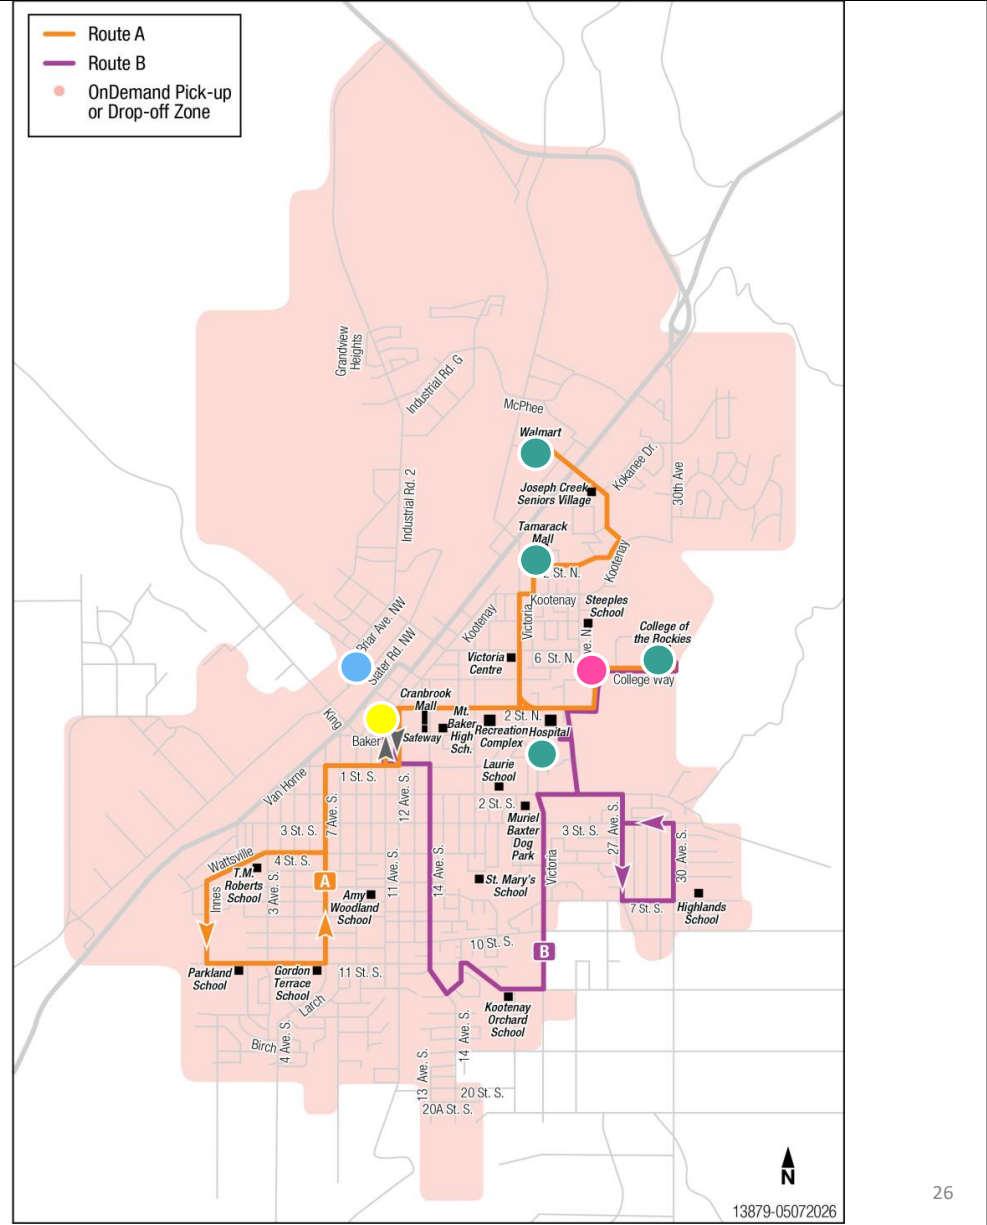 Route A
Route B
OnDemand Pick-up
or Drop-off Zone
Grandview
Heights
Industrial Rd. G
McPhee
Walmart
Kokanee Dr.
30th Ave
Industrial Rd. 2
Joseph Creek
Seniors Village
Tamarack
Mall
2 St. N.
Kootenay
Kootenay
Steeples
School
Briar Ave. NW
Slater Rd. NW
Kootenay
Victoria
College of
the Rockies
Victoria
Centre
6 St. N.
ve. N
College Way
King
Cranbrook
Mall
Mt.
Baker
High
Sch.
2 St. N.
Recreation
Complex
Hospital
Baker
Safeway
Laurie
School
1 St. S.
Van Horne
12 Ave. S.
2 St. S.
Muriel
Baxter
Dog
Park
7 Ave. S.
3 St. S.
3 St. S.
27 Ave. S.
30 Ave. S.
Wattsville
4 St. S.
T.M.
Roberts
School
3 Ave. S.
Innes
A
Amy
Woodland
School
11 Ave. S.
14 Ave. S.
St. Mary's
School
Victoria
7 St. S.
Highlands
School
10 St. S.
B
Parkland
School
Gordon
Terrace
School
11 St. S.
Larch
Kootenay
Orchard
School
Birch
4 Ave. S.
14 Ave. S.
13 Ave. S.
20 St. S.
20A St. S.
N
13879-05072026
26